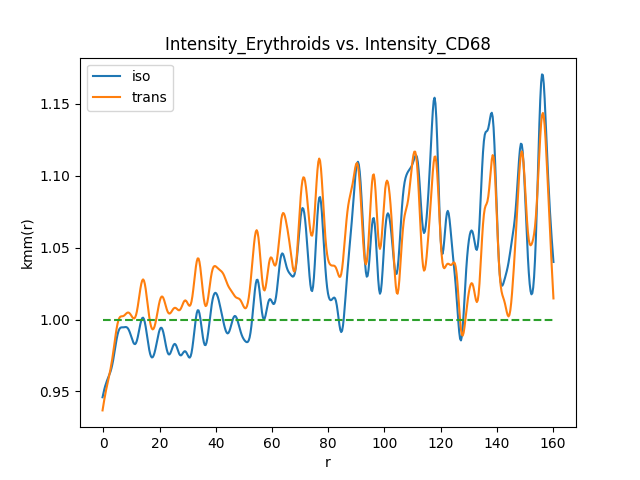 Intensity_Erythroids vs. Intensity_CD68
iso
trans
1.15
1.10
1.05
1.00
0.95
kmm(r)
0 20 40 60 80 100 120 140 160
r